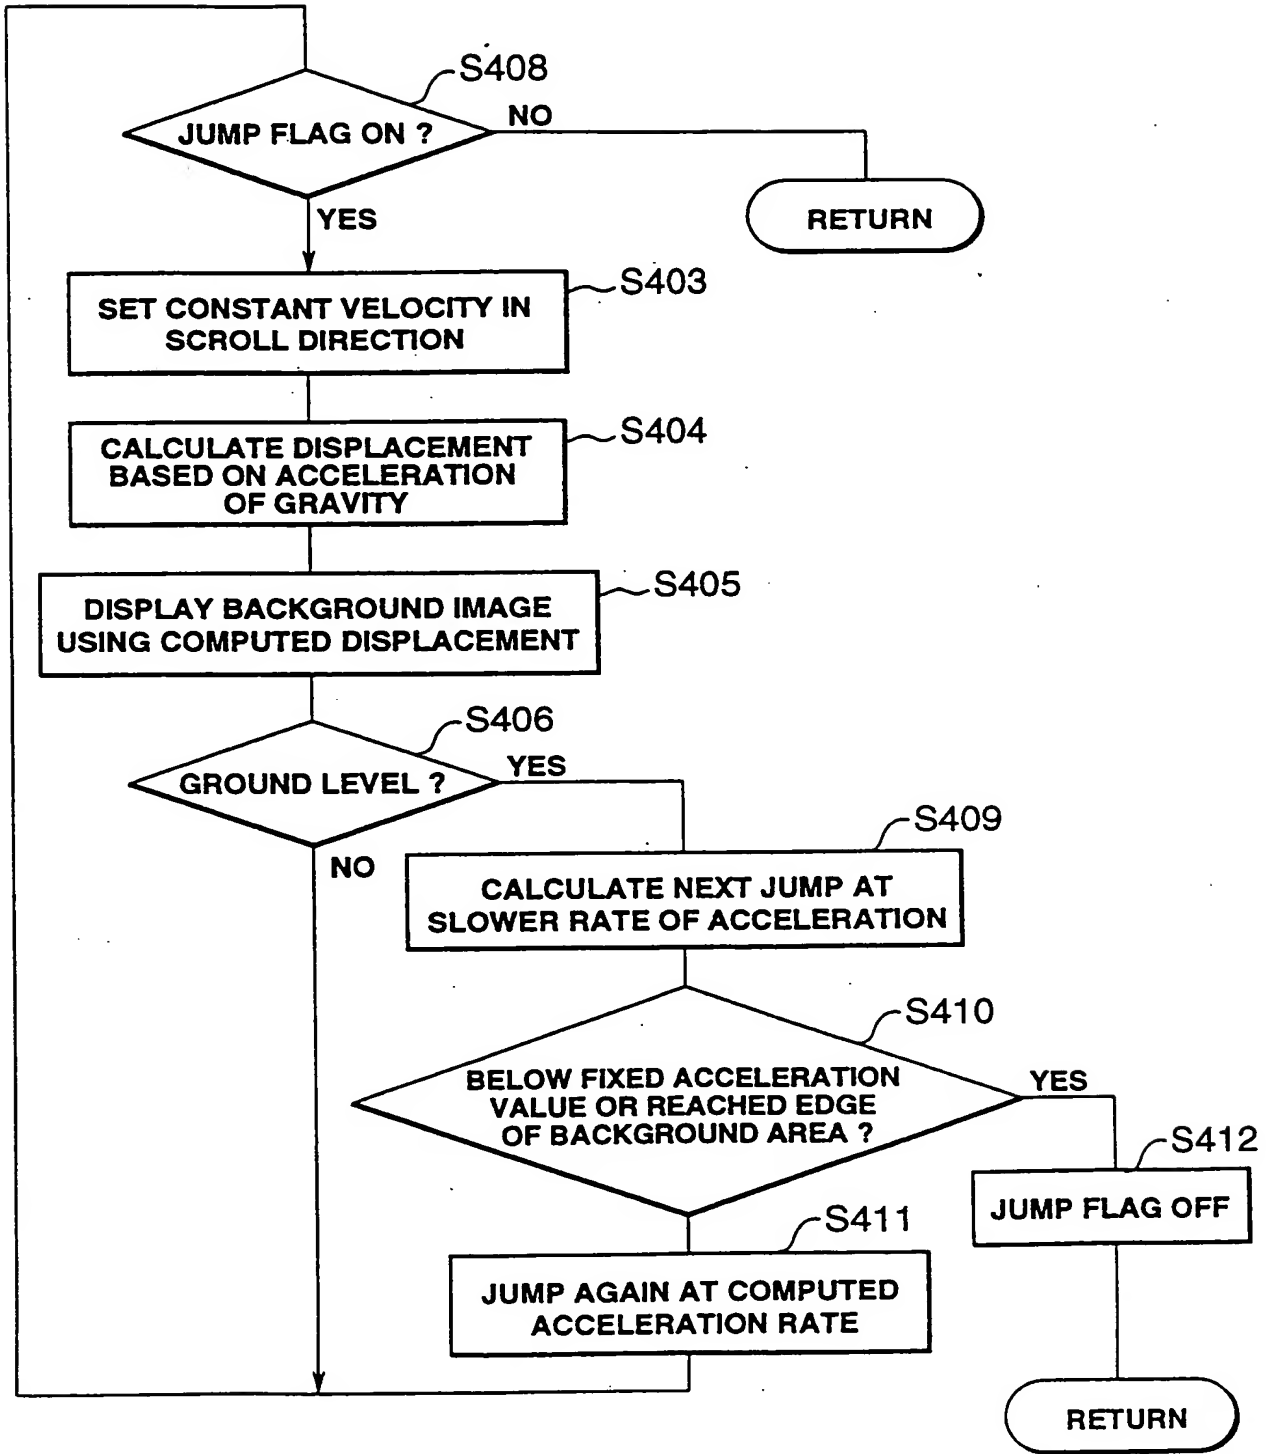 S408
JUMP FLAG ON ?
NO
YES
RETURN
S403
SET CONSTANT VELOCITY IN
SCROLL DIRECTION
S404
CALCULATE DISPLACEMENT
BASED ON ACCELERATION
OF GRAVITY
S405
DISPLAY BACKGROUND IMAGE
USING COMPUTED DISPLACEMENT
S406
GROUND LEVEL ?
YES
NO
S409
CALCULATE NEXT JUMP AT
SLOWER RATE OF ACCELERATION
S410
BELOW FIXED ACCELERATION
VALUE OR REACHED EDGE
OF BACKGROUND AREA ?
YES
S412
JUMP FLAG OFF
S411
JUMP AGAIN AT COMPUTED
ACCELERATION RATE
RETURN